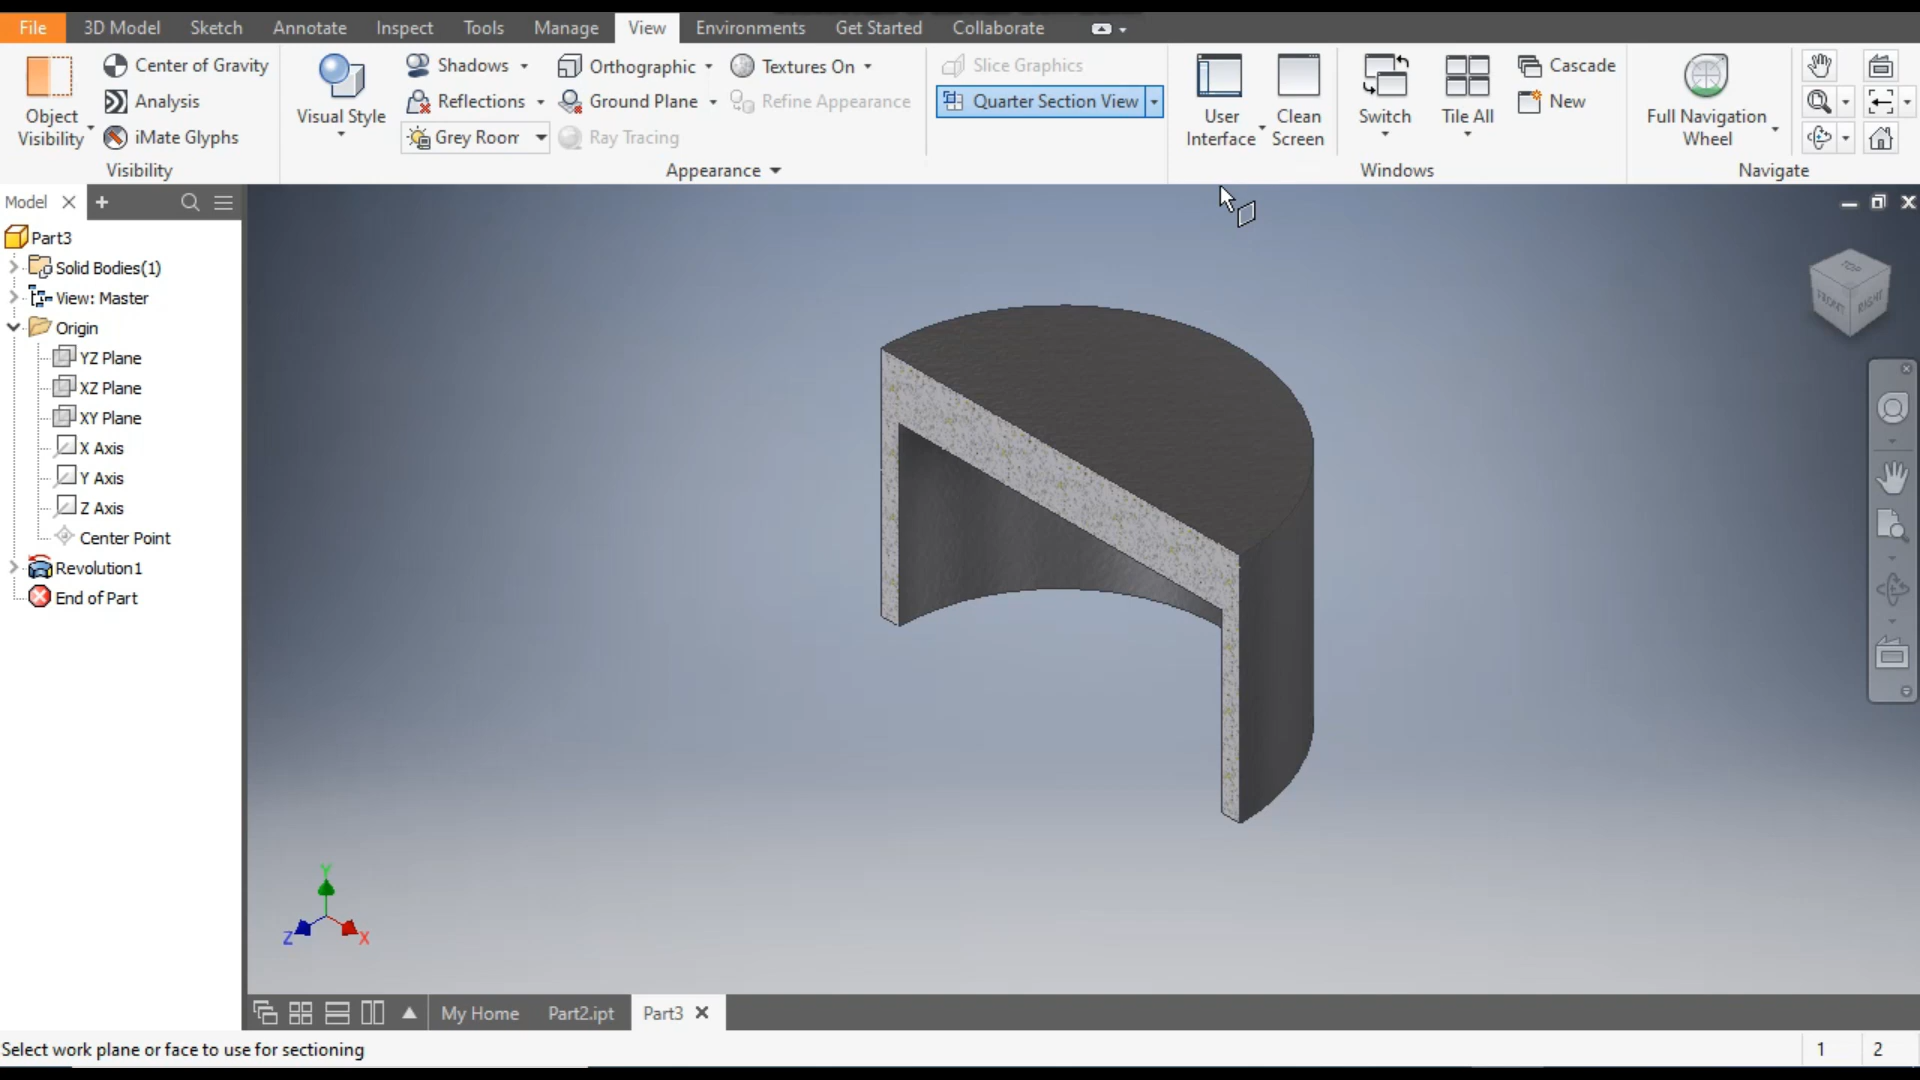 File 3D Model Sketch Annotate Inspect Tools Manage View Environments Get Started Collaborate
Object Visibility
Center of Gravity
Analysis
iMate Glyphs
Visibility
Visual Style
Shadows
Reflections
Grey Room
Orthographic
Ground Plane
Ray Tracing
Textures On
Refine Appearance
Appearance
Slice Graphics
Quarter Section View
User Interface
Clean Screen
Switch
Tile All
Cascade
New
Windows
Full Navigation Wheel
Navigate
Model
Part3
Solid Bodies(1)
View: Master
Origin
YZ Plane
XZ Plane
XY Plane
X Axis
Y Axis
Z Axis
Center Point
Revolution1
End of Part
TOP
FRONT
RIGHT
Y
Z
X
My Home Part2.ipt Part3
Select work plane or face to use for sectioning
1 2